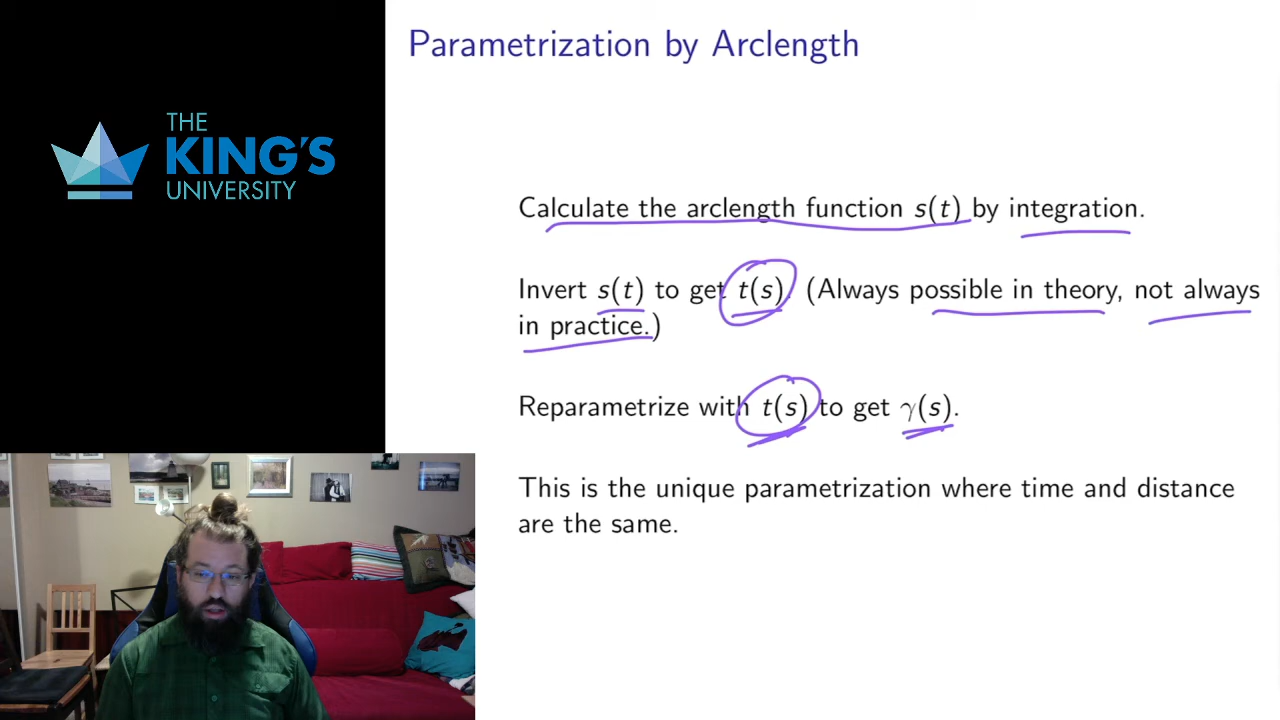 Parametrization by Arclength
THE
KING'S
UNIVERSITY
Calculate the arclength function s(t) by integration.
Invert s(t) to get t(s). (Always possible in theory, not always
in practice.)
Reparametrize with t(s) to get γ(s).
This is the unique parametrization where time and distance
are the same.